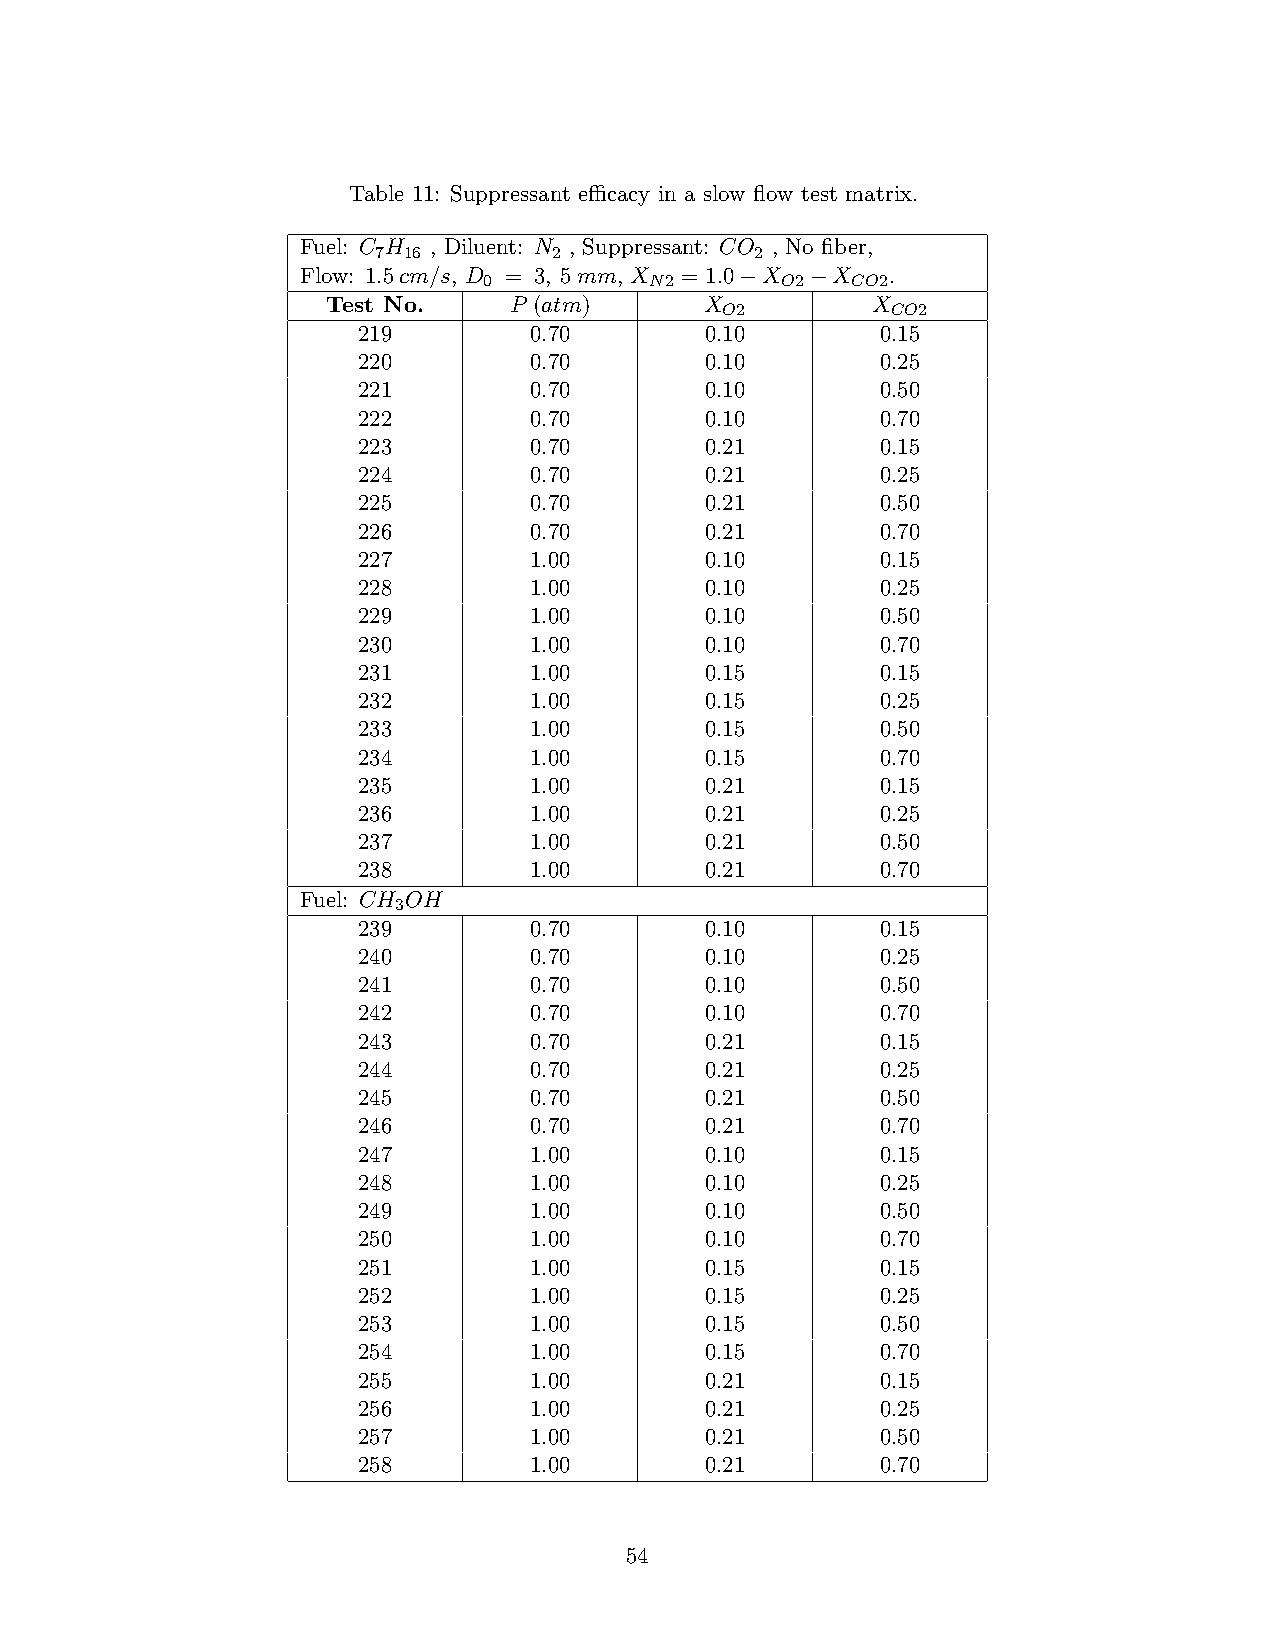 Table 11: Suppressant efficacy in a slow flow test matrix.
Fuel: C7H16 , Diluent: N2 , Suppressant: CO2 , No fiber,
Flow: 1.5cm/s, D0 = 3, 5mm, XN2 = 1.0−XO2−XCO2.
Test No. P (atm) XO2 XCO2
219 0.70 0.10 0.15
220 0.70 0.10 0.25
221 0.70 0.10 0.50
222 0.70 0.10 0.70
223 0.70 0.21 0.15
224 0.70 0.21 0.25
225 0.70 0.21 0.50
226 0.70 0.21 0.70
227 1.00 0.10 0.15
228 1.00 0.10 0.25
229 1.00 0.10 0.50
230 1.00 0.10 0.70
231 1.00 0.15 0.15
232 1.00 0.15 0.25
233 1.00 0.15 0.50
234 1.00 0.15 0.70
235 1.00 0.21 0.15
236 1.00 0.21 0.25
237 1.00 0.21 0.50
238 1.00 0.21 0.70
Fuel: CH3OH
239 0.70 0.10 0.15
240 0.70 0.10 0.25
241 0.70 0.10 0.50
242 0.70 0.10 0.70
243 0.70 0.21 0.15
244 0.70 0.21 0.25
245 0.70 0.21 0.50
246 0.70 0.21 0.70
247 1.00 0.10 0.15
248 1.00 0.10 0.25
249 1.00 0.10 0.50
250 1.00 0.10 0.70
251 1.00 0.15 0.15
252 1.00 0.15 0.25
253 1.00 0.15 0.50
254 1.00 0.15 0.70
255 1.00 0.21 0.15
256 1.00 0.21 0.25
257 1.00 0.21 0.50
258 1.00 0.21 0.70
54